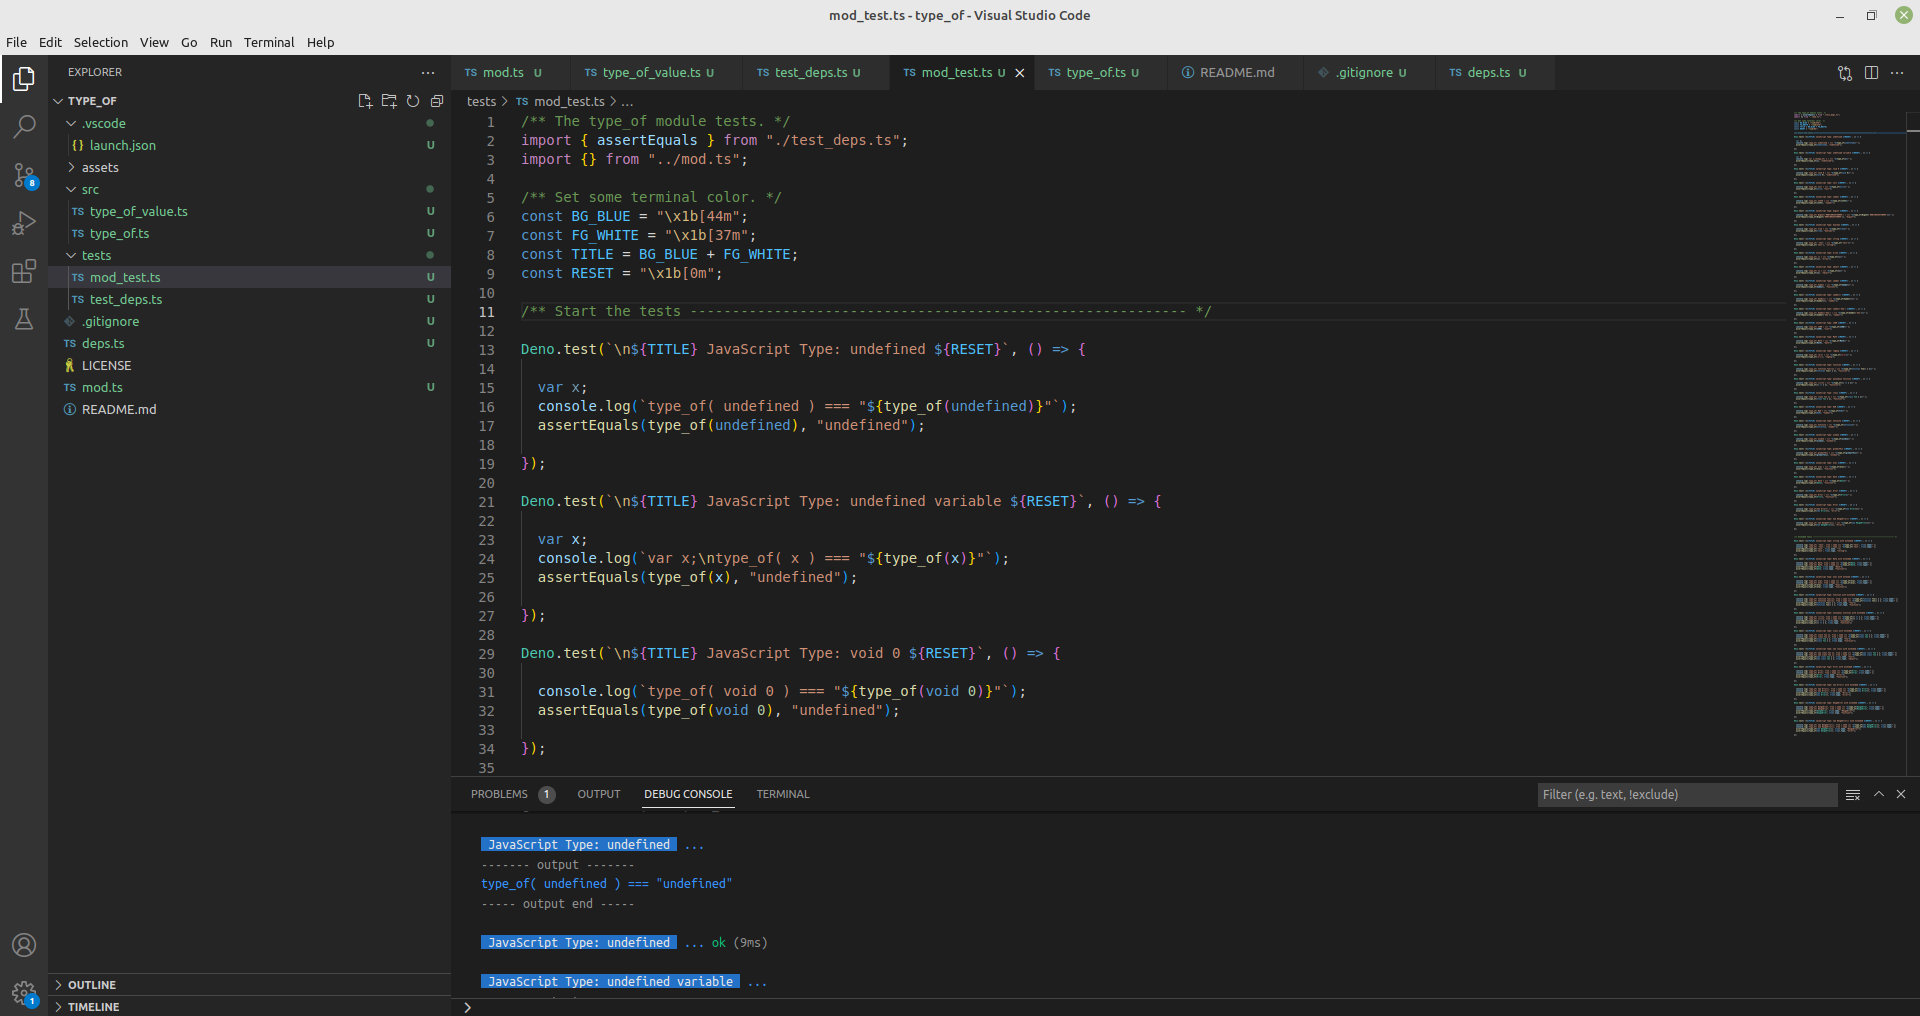 mod_test.ts - type_of - Visual Studio Code
File Edit Selection View Go Run Terminal Help
EXPLORER
TYPE_OF
.vscode
{} launch.json U
assets
src
TS type_of_value.ts U
TS type_of.ts U
tests
TS mod_test.ts U
TS test_deps.ts U
.gitignore U
TS deps.ts U
LICENSE
TS mod.ts U
README.md
OUTLINE
TIMELINE
8
1
TS mod.ts U TS type_of_value.ts U TS test_deps.ts U TS mod_test.ts U TS type_of.ts U README.md .gitignore U TS deps.ts U
tests > TS mod_test.ts > ...
1 /** The type_of module tests. */
2 import { assertEquals } from "./test_deps.ts";
3 import {} from "../mod.ts";
4
5 /** Set some terminal color. */
6 const BG_BLUE = "\x1b[44m";
7 const FG_WHITE = "\x1b[37m";
8 const TITLE = BG_BLUE + FG_WHITE;
9 const RESET = "\x1b[0m";
10
11 /** Start the tests ----------------------------------------------------------- */
12
13 Deno.test(`\n${TITLE} JavaScript Type: undefined ${RESET}`, () => {
14
15 var x;
16 console.log(`type_of( undefined ) === "${type_of(undefined)}"`);
17 assertEquals(type_of(undefined), "undefined");
18
19 });
20
21 Deno.test(`\n${TITLE} JavaScript Type: undefined variable ${RESET}`, () => {
22
23 var x;
24 console.log(`var x;\ntype_of( x ) === "${type_of(x)}"`);
25 assertEquals(type_of(x), "undefined");
26
27 });
28
29 Deno.test(`\n${TITLE} JavaScript Type: void 0 ${RESET}`, () => {
30
31 console.log(`type_of( void 0 ) === "${type_of(void 0)}"`);
32 assertEquals(type_of(void 0), "undefined");
33
34 });
35
PROBLEMS 1 OUTPUT DEBUG CONSOLE TERMINAL Filter (e.g. text, !exclude)
JavaScript Type: undefined ...
------- output -------
type_of( undefined ) === "undefined"
----- output end -----
JavaScript Type: undefined ... ok (9ms)
JavaScript Type: undefined variable ...
>